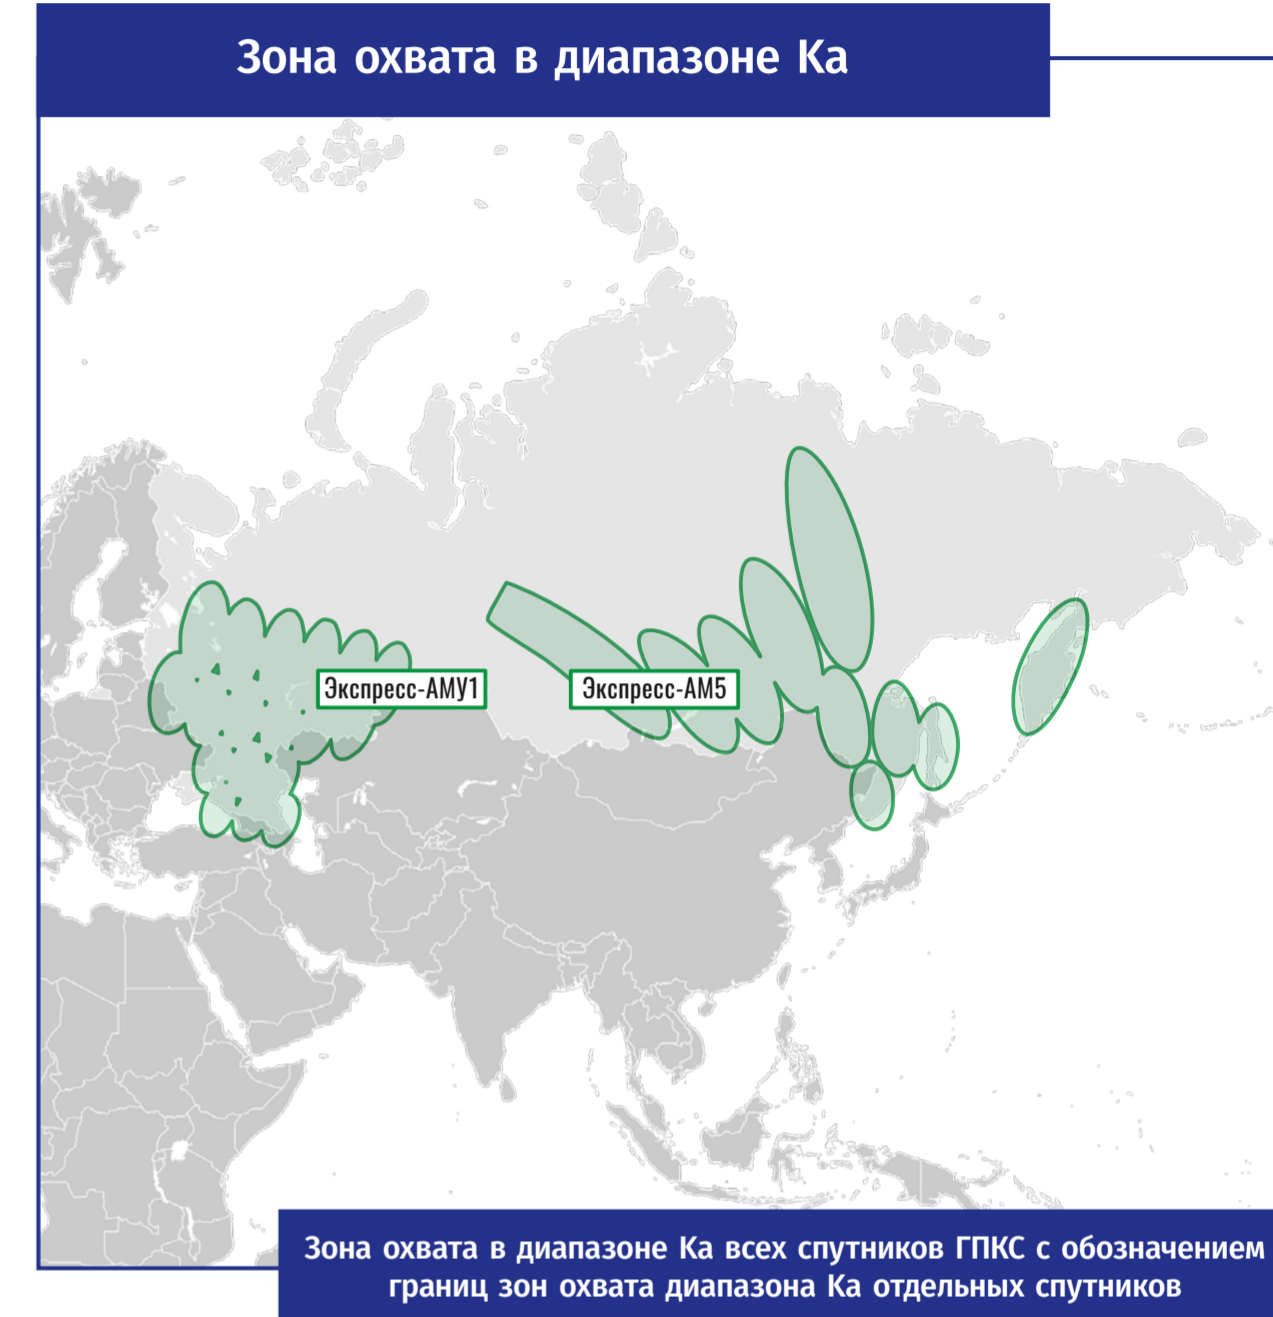 Зона охвата в диапазоне Ka
Экспресс-АМУ1
Экспресс-АМ5
Зона охвата в диапазоне Ka всех спутников ГПКС с обозначением
границ зон охвата диапазона Ka отдельных спутников